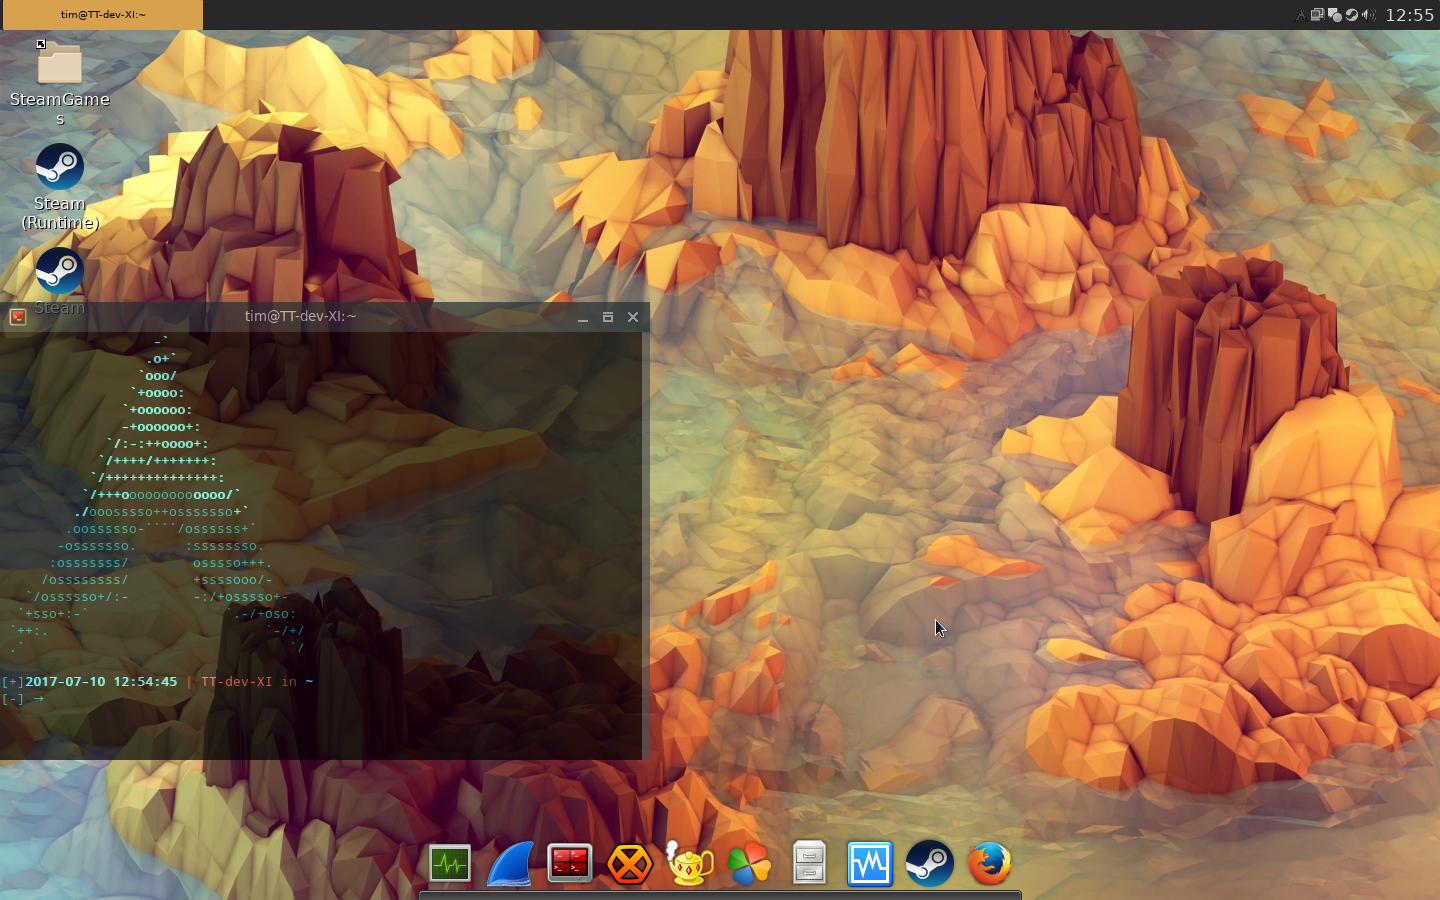 tim@TT-dev-XI:~
12:55
SteamGame
s
Steam
(Runtime)
Steam
tim@TT-dev-XI:~
-`
.o+`
`ooo/
`+oooo:
`+oooooo:
-+oooooo+:
`/:-:++oooo+:
`/++++/+++++++:
`/++++++++++++++:
`/+++ooooooooooooo/`
./ooosssso++osssssso+`
.oossssso-````/ossssss+`
-osssssso. :ssssssso.
:osssssss/ osssso+++.
/ossssssss/ +ssssooo/-
`/ossssso+/:- -:/+osssso+-
`+sso+:-` `.-/+oso:
`++:. `-/+/
.` `/
[+]2017-07-10 12:54:45 | TT-dev-XI in ~
[-] →